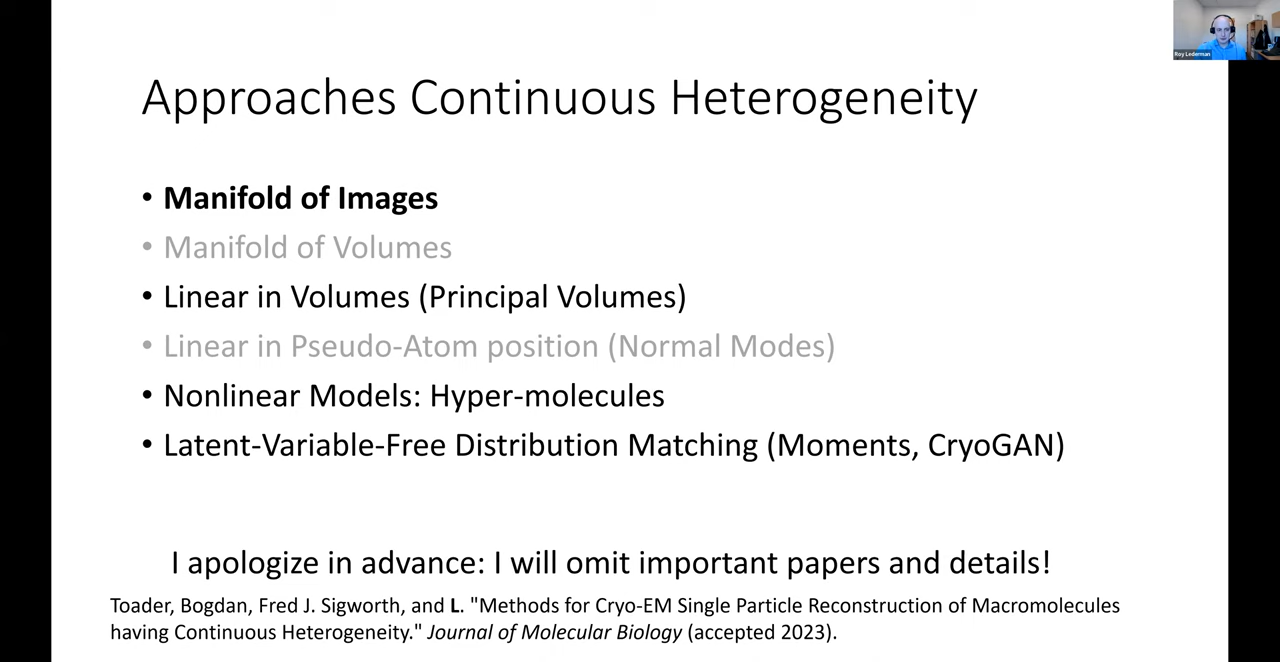 Roy Lederman
Approaches Continuous Heterogeneity
• Manifold of Images
• Manifold of Volumes
• Linear in Volumes (Principal Volumes)
• Linear in Pseudo-Atom position (Normal Modes)
• Nonlinear Models: Hyper-molecules
• Latent-Variable-Free Distribution Matching (Moments, CryoGAN)
I apologize in advance: I will omit important papers and details!
Toader, Bogdan, Fred J. Sigworth, and L. "Methods for Cryo-EM Single Particle Reconstruction of Macromolecules
having Continuous Heterogeneity." Journal of Molecular Biology (accepted 2023).